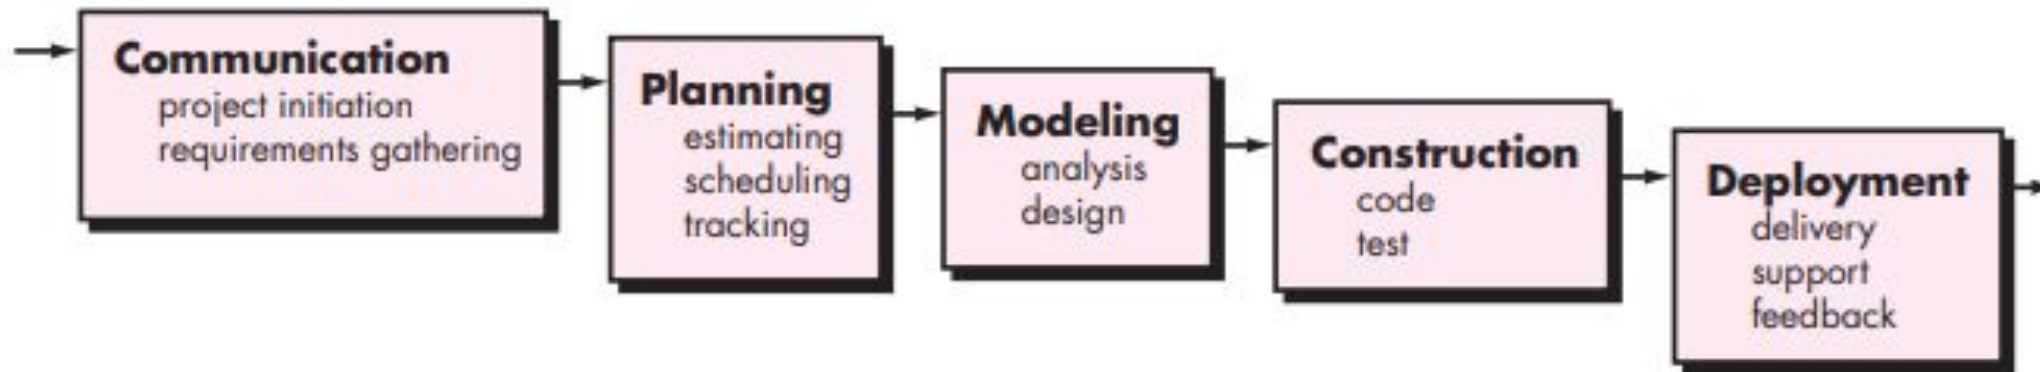 Communication
project initiation
requirements gathering
Planning
estimating
scheduling
tracking
Modeling
analysis
design
Construction
code
test
Deployment
delivery
support
feedback